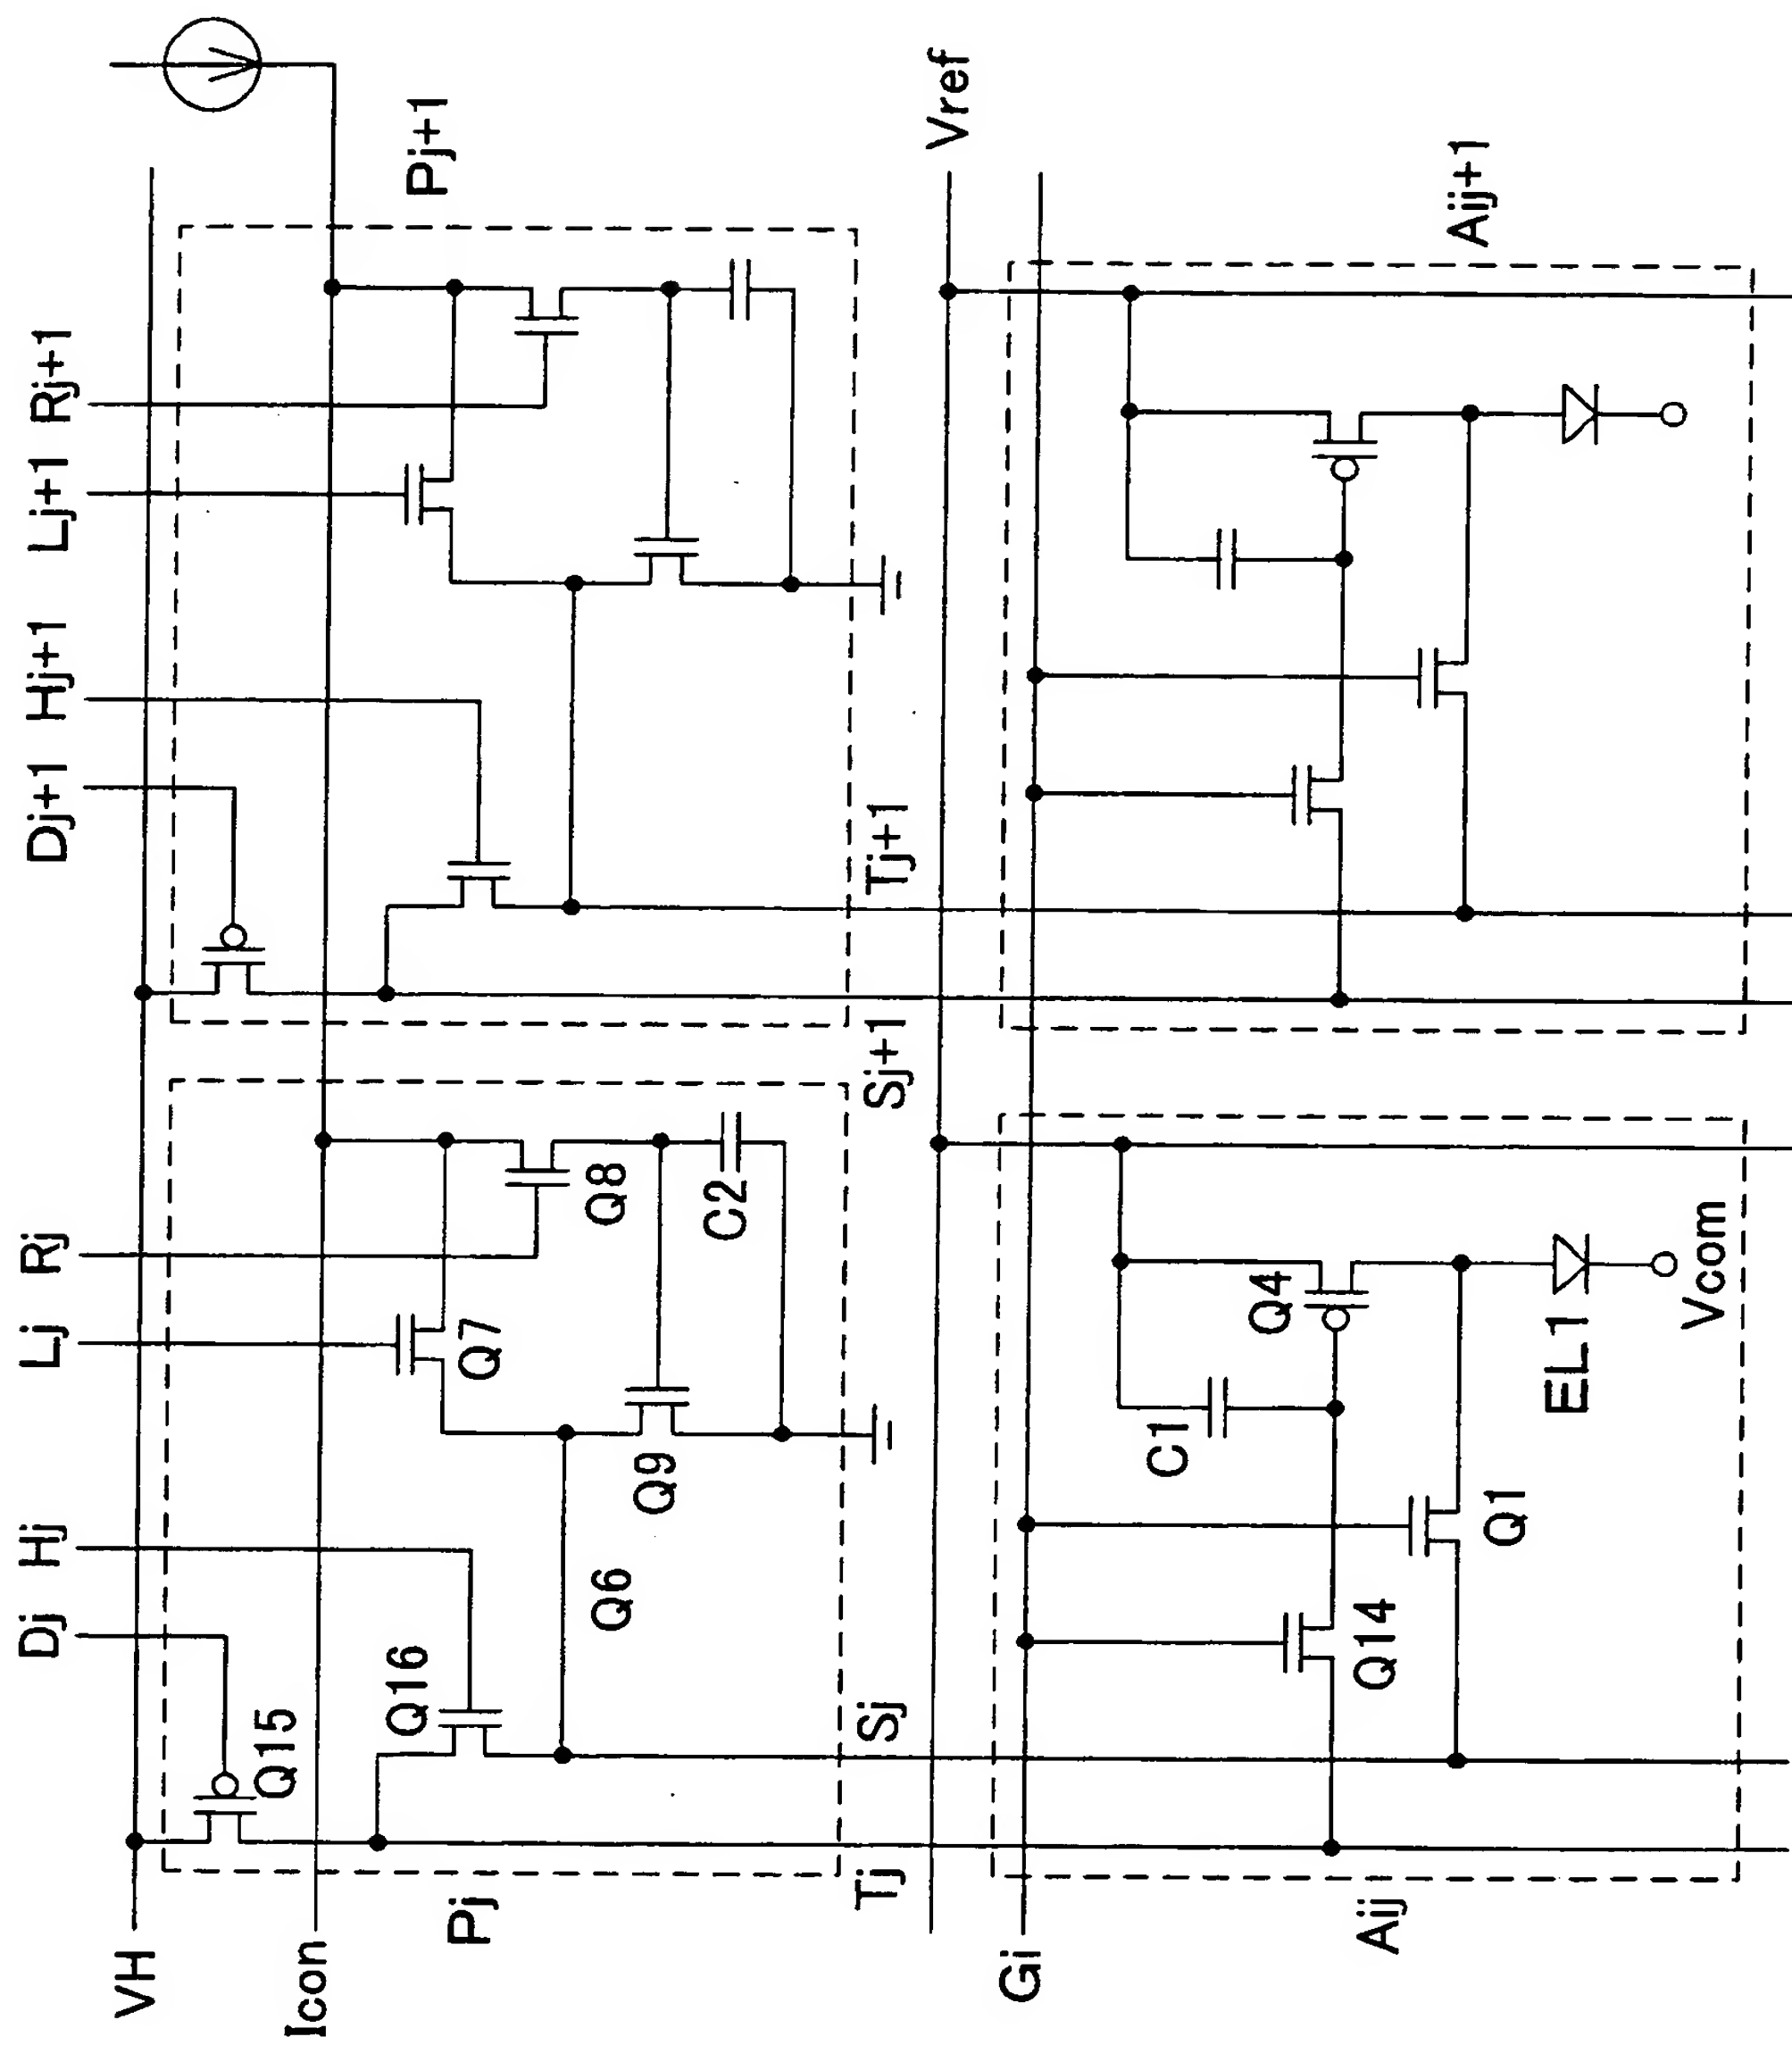 Dj
Hj
Lj
Rj
Dj+1
Hj+1
Lj+1
Rj+1
VH
Icon
Pj
Pj+1
Q15
Q16
Q6
Q7
Q8
Q9
C2
Tj
Sj
Sj+1
Tj+1
Vref
Gi
Aij
Aij+1
Q14
Q1
C1
Q4
EL1
Vcom